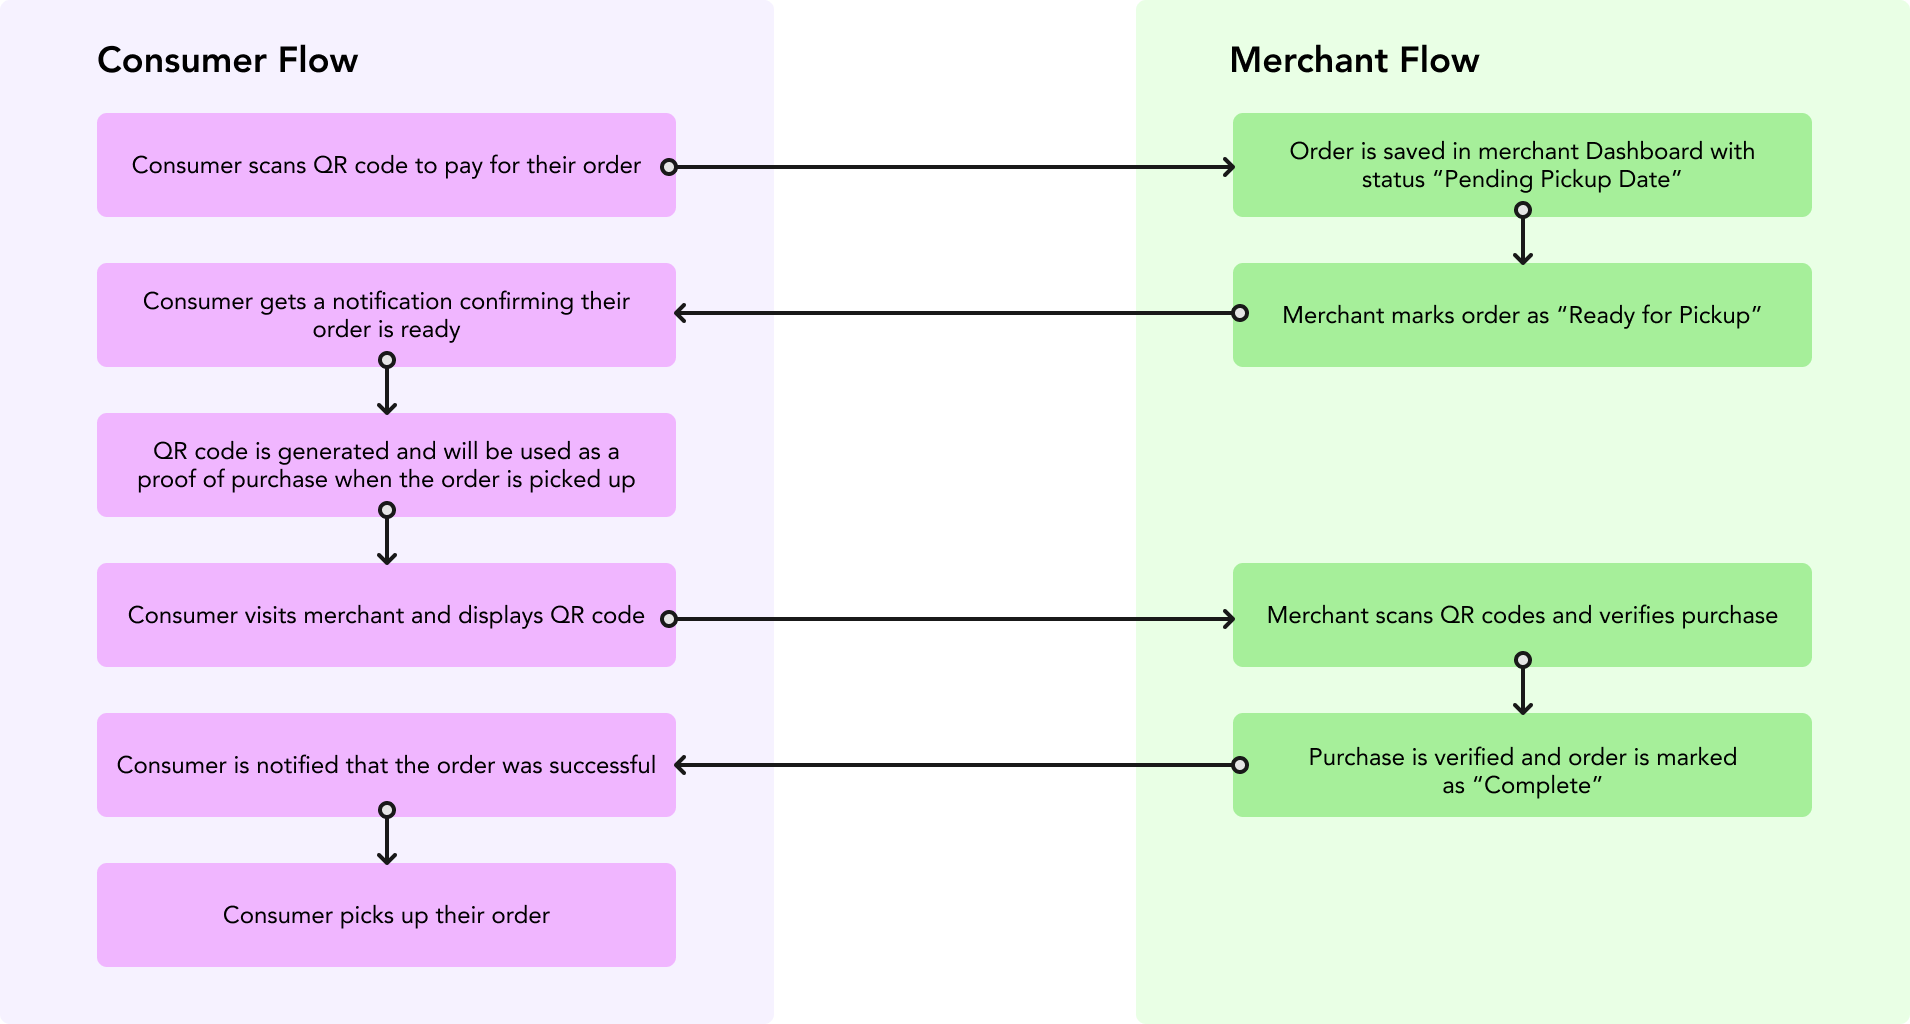 Consumer Flow
Consumer scans QR code to pay for their order
Consumer gets a notification confirming their
order is ready
QR code is generated and will be used as a
proof of purchase when the order is picked up
Consumer visits merchant and displays QR code
Consumer is notified that the order was successful
Consumer picks up their order
Merchant Flow
Order is saved in merchant Dashboard with
status “Pending Pickup Date”
Merchant marks order as “Ready for Pickup”
Merchant scans QR codes and verifies purchase
Purchase is verified and order is marked
as “Complete”